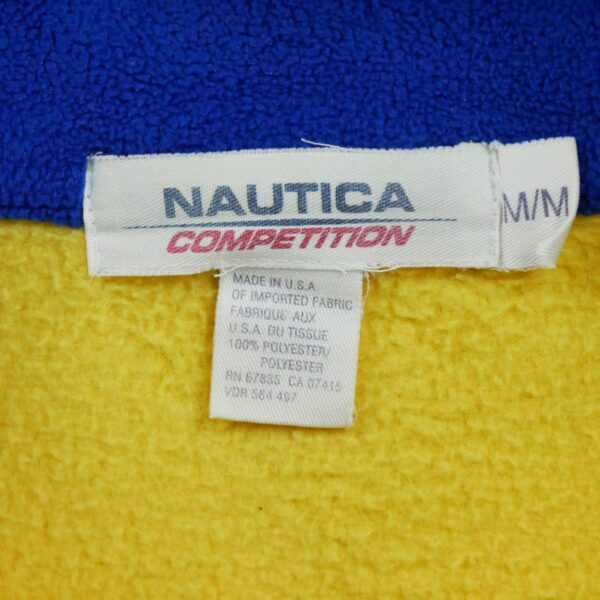 NAUTICA
COMPETITION
M/M
MADE IN U.S.A
OF IMPORTED FABRIC
FABRIQUE AUX
U.S.A. DU TISSUE
100% POLYESTER/
POLYESTER
RN 67835 CA 07415
VDR 564 497